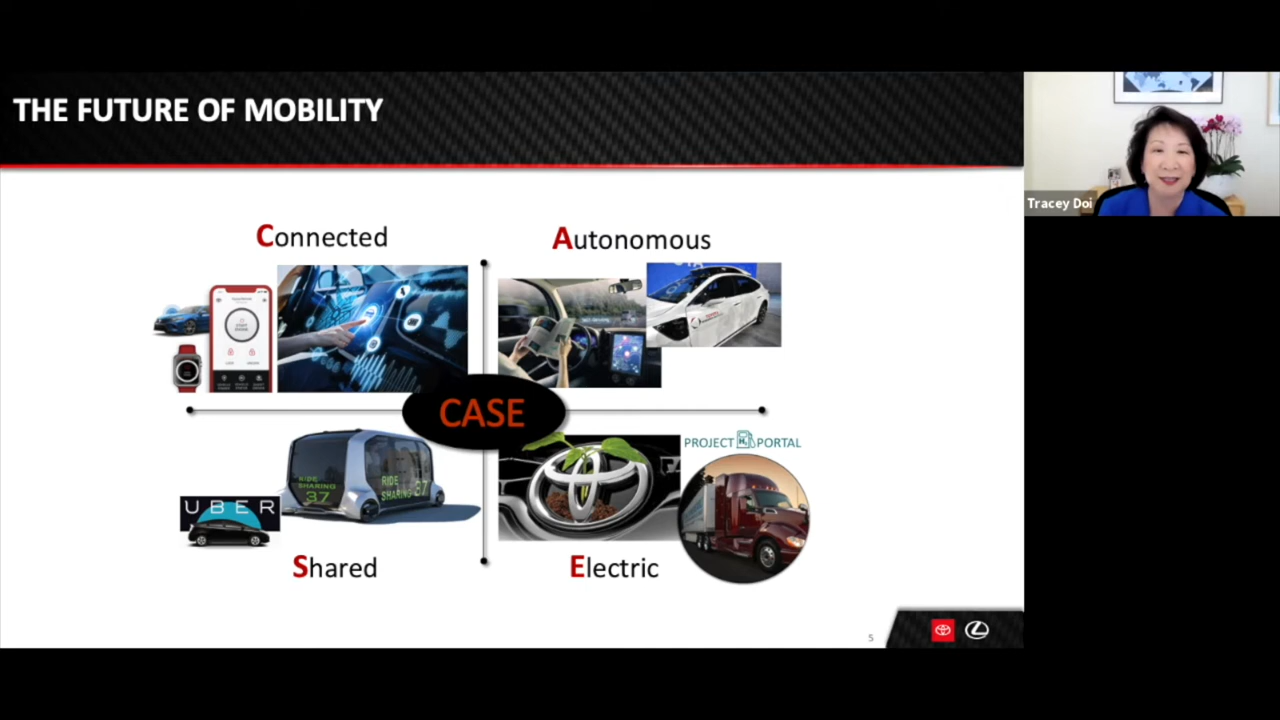 THE FUTURE OF MOBILITY
Tracey Doi
Connected
Autonomous
CASE
PROJECT H₂ PORTAL
RIDE
SHARING
37
RIDE
SHARING 37
UBER
Shared
Electric
5